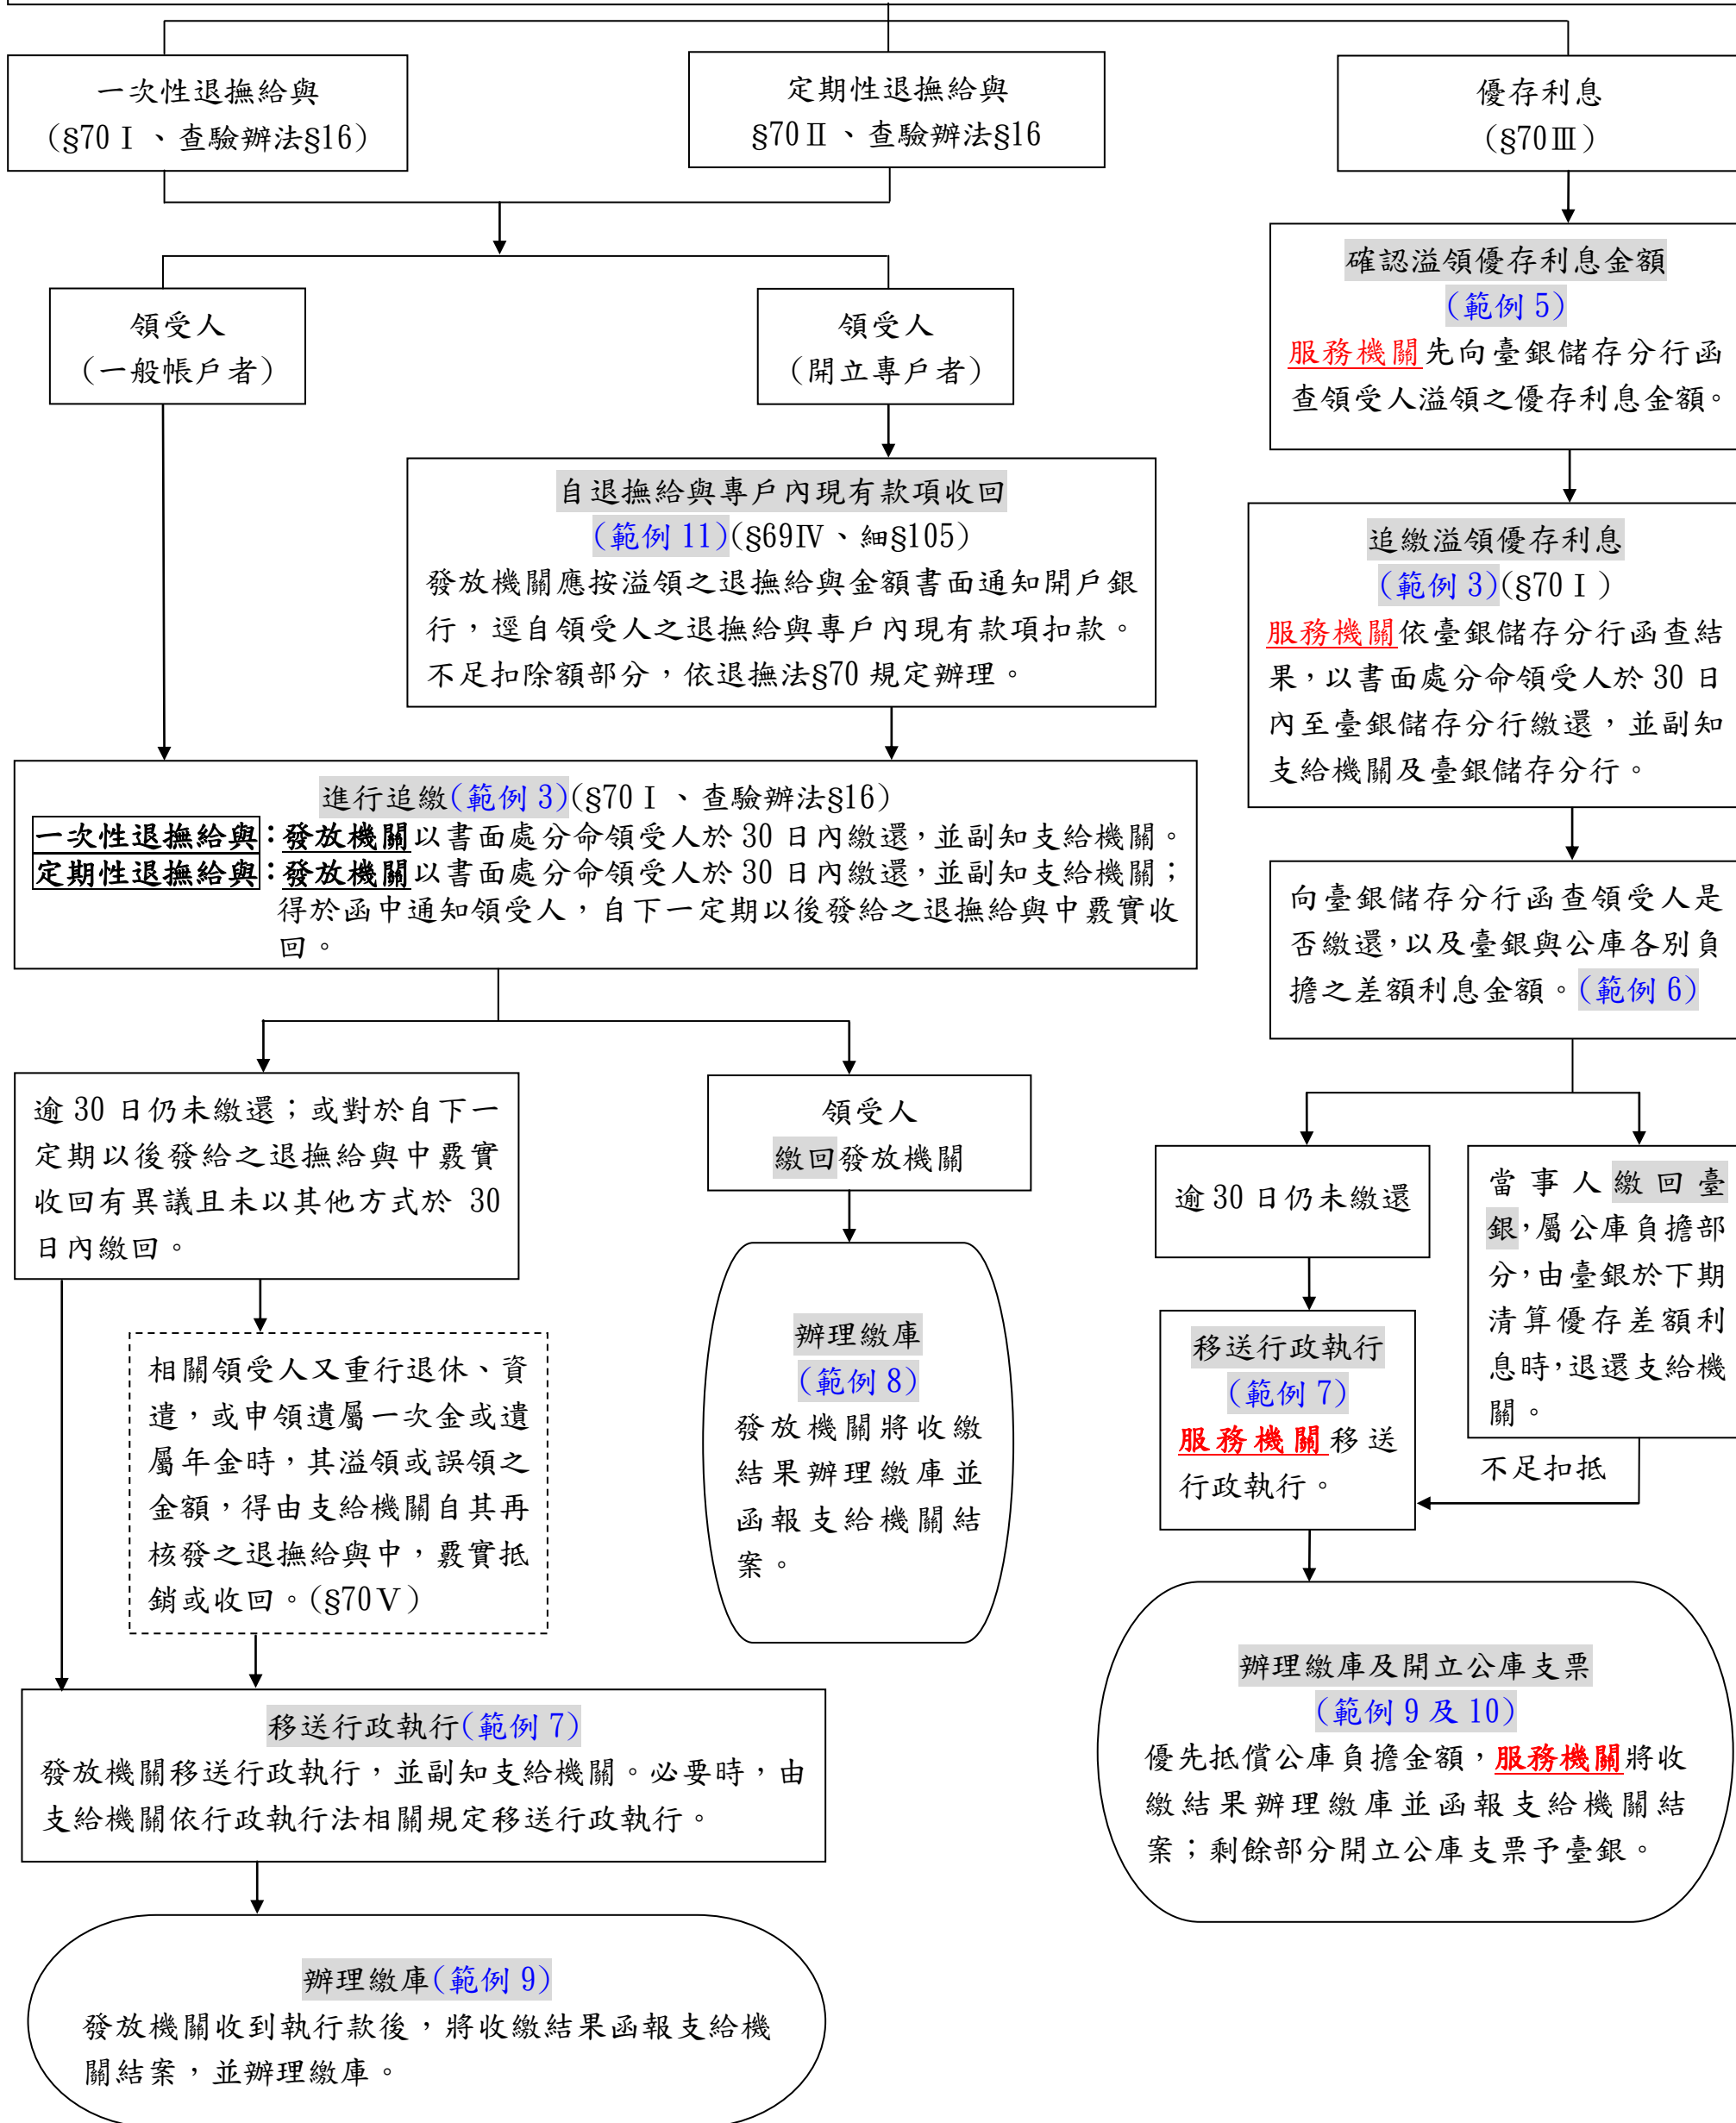 一次性退撫給與
(§70Ⅰ、查驗辦法§16)
定期性退撫給與
§70Ⅱ、查驗辦法§16
優存利息
(§70Ⅲ)
領受人
(一般帳戶者)
領受人
(開立專戶者)
自退撫給與專戶內現有款項收回
(範例 11)(§69Ⅳ、細§105)
發放機關應按溢領之退撫給與金額書面通知開戶銀
行，逕自領受人之退撫給與專戶內現有款項扣款。
不足扣除額部分，依退撫法§70 規定辦理。
確認溢領優存利息金額
(範例 5)
服務機關先向臺銀儲存分行函
查領受人溢領之優存利息金額。
追繳溢領優存利息
(範例 3)(§70Ⅰ)
服務機關依臺銀儲存分行函查結
果，以書面處分命領受人於 30 日
內至臺銀儲存分行繳還，並副知
支給機關及臺銀儲存分行。
進行追繳(範例 3)(§70Ⅰ、查驗辦法§16)
一次性退撫給與：發放機關以書面處分命領受人於 30 日內繳還，並副知支給機關。
定期性退撫給與：發放機關以書面處分命領受人於 30 日內繳還，並副知支給機關；
得於函中通知領受人，自下一定期以後發給之退撫給與中覈實收
回。
向臺銀儲存分行函查領受人是
否繳還，以及臺銀與公庫各別負
擔之差額利息金額。(範例 6)
逾 30 日仍未繳還；或對於自下一
定期以後發給之退撫給與中覈實
收回有異議且未以其他方式於 30
日內繳回。
領受人
繳回發放機關
逾 30 日仍未繳還
當事人繳回臺
銀，屬公庫負擔部
分，由臺銀於下期
清算優存差額利
息時，退還支給機
關。
不足扣抵
相關領受人又重行退休、資
遣，或申領遺屬一次金或遺
屬年金時，其溢領或誤領之
金額，得由支給機關自其再
核發之退撫給與中，覈實抵
銷或收回。(§70Ⅴ)
辦理繳庫
(範例 8)
發放機關將收繳
結果辦理繳庫並
函報支給機關結
案。
移送行政執行
(範例 7)
服務機關移送
行政執行。
移送行政執行(範例 7)
發放機關移送行政執行，並副知支給機關。必要時，由
支給機關依行政執行法相關規定移送行政執行。
辦理繳庫及開立公庫支票
(範例 9 及 10)
優先抵償公庫負擔金額，服務機關將收
繳結果辦理繳庫並函報支給機關結
案；剩餘部分開立公庫支票予臺銀。
辦理繳庫(範例 9)
發放機關收到執行款後，將收繳結果函報支給機
關結案，並辦理繳庫。